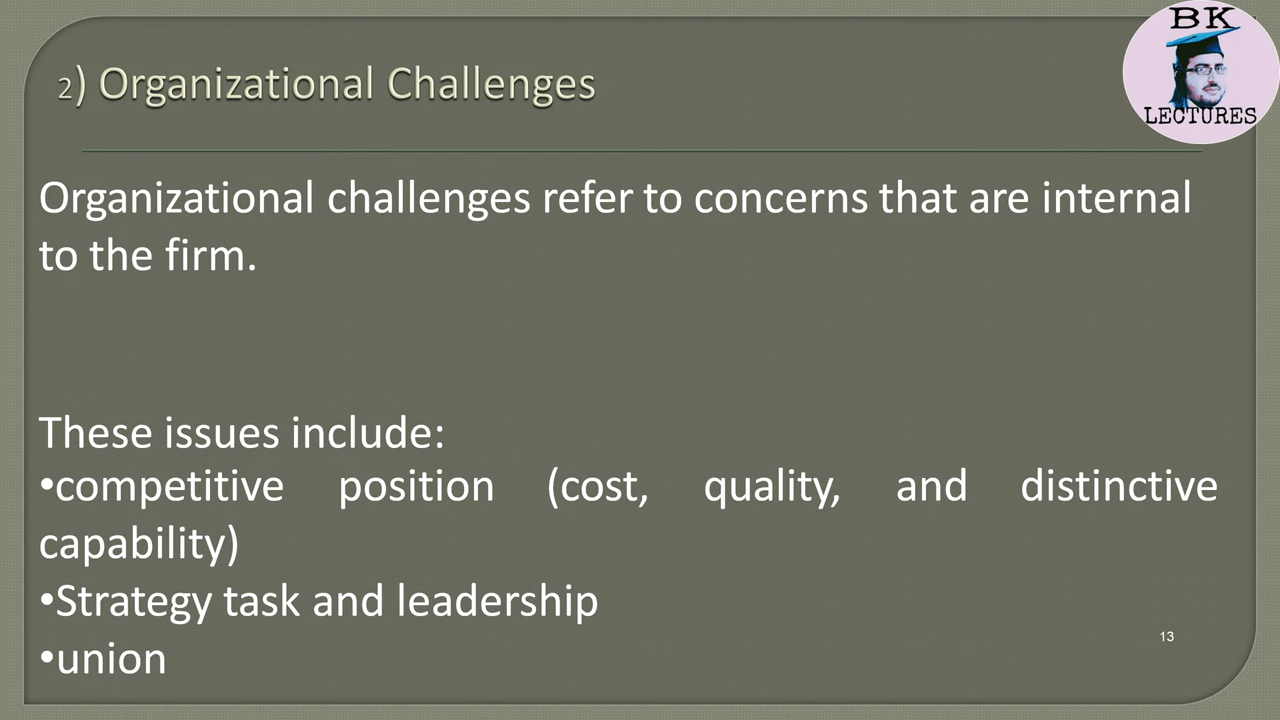 BK
LECTURES
2) Organizational Challenges
Organizational challenges refer to concerns that are internal
to the firm.
These issues include:
•competitive position (cost, quality, and distinctive
capability)
•Strategy task and leadership
•union
13